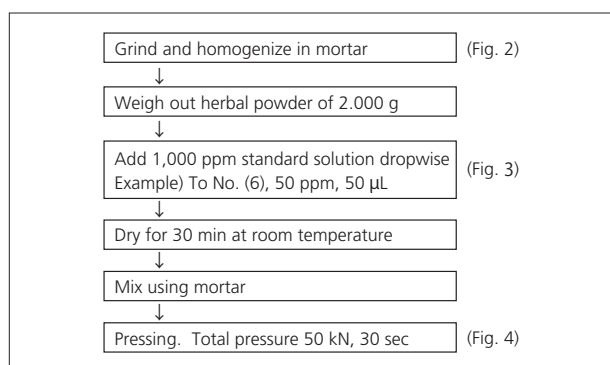 Grind and homogenize in mortar (Fig. 2)
↓
Weigh out herbal powder of 2.000 g
↓
Add 1,000 ppm standard solution dropwise (Fig. 3)
Example) To No. (6), 50 ppm, 50 µL
↓
Dry for 30 min at room temperature
↓
Mix using mortar
↓
Pressing. Total pressure 50 kN, 30 sec (Fig. 4)